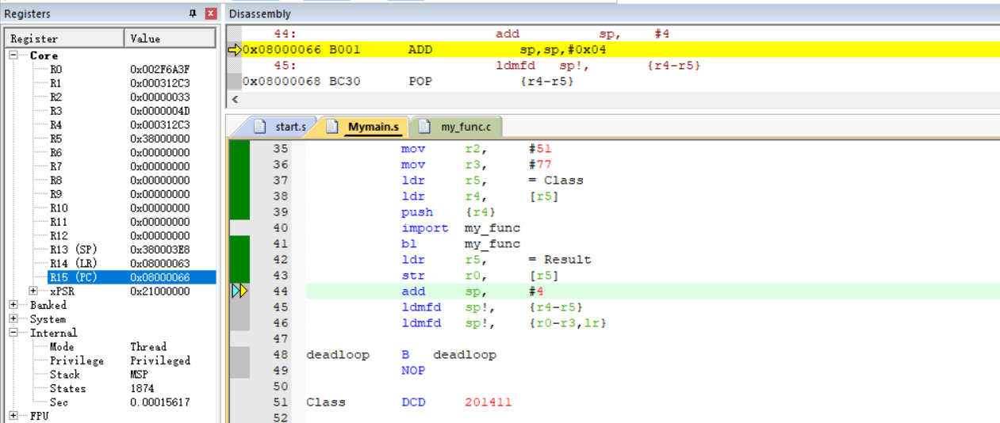 Registers
Register Value
Core
R0 0x002F6A3F
R1 0x000312C3
R2 0x00000033
R3 0x0000004D
R4 0x000312C3
R5 0x38000000
R6 0x00000000
R7 0x00000000
R8 0x00000000
R9 0x00000000
R10 0x00000000
R11 0x00000000
R12 0x00000000
R13 (SP) 0x380003E8
R14 (LR) 0x08000063
R15 (PC) 0x08000066
xPSR 0x21000000
Banked
System
Internal
Mode Thread
Privilege Privileged
Stack MSP
States 1874
Sec 0.00015617
FPU
Disassembly
44: add sp, #4
0x08000066 B001 ADD sp,sp,#0x04
45: ldmfd sp!, {r4-r5}
0x08000068 BC30 POP {r4-r5}
start.s Mymain.s my_func.c
35 mov r2, #51
36 mov r3, #77
37 ldr r5, = Class
38 ldr r4, [r5]
39 push {r4}
40 import my_func
41 bl my_func
42 ldr r5, = Result
43 str r0, [r5]
44 add sp, #4
45 ldmfd sp!, {r4-r5}
46 ldmfd sp!, {r0-r3,lr}
47
48 deadloop B deadloop
49 NOP
50
51 Class DCD 201411
52